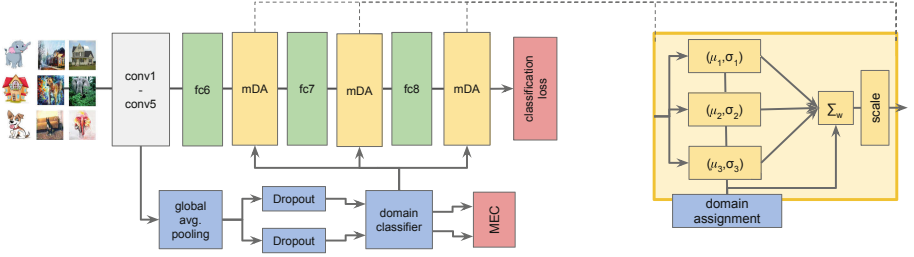 conv1
-
conv5
fc6
mDA
fc7
mDA
fc8
mDA
classification
loss
global
avg.
pooling
Dropout
Dropout
domain
classifier
MEC
(μ₁,σ₁)
(μ₂,σ₂)
(μ₃,σ₃)
Σw
scale
domain
assignment